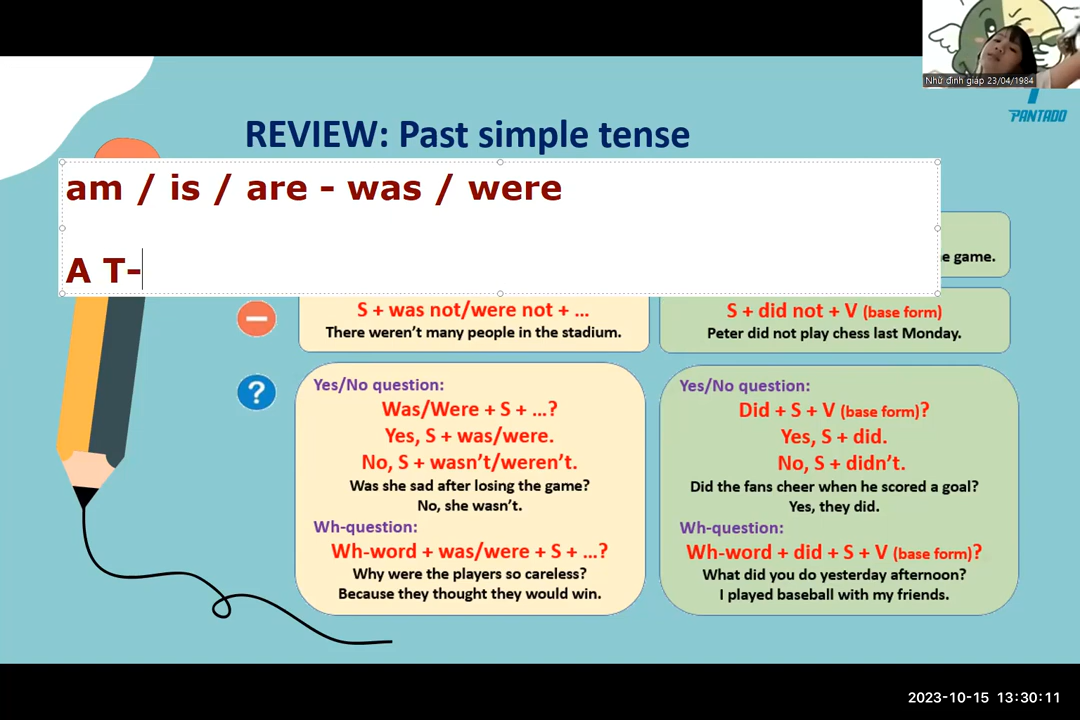 Nhữ đình giáp 23/04/1984
PANTADO
REVIEW: Past simple tense
am / is / are - was / were
A T-
e game.
S + was not/were not + ...
There weren't many people in the stadium.
S + did not + V (base form)
Peter did not play chess last Monday.
?
Yes/No question:
Was/Were + S + ...?
Yes, S + was/were.
No, S + wasn't/weren't.
Was she sad after losing the game?
No, she wasn't.
Wh-question:
Wh-word + was/were + S + ...?
Why were the players so careless?
Because they thought they would win.
Yes/No question:
Did + S + V (base form)?
Yes, S + did.
No, S + didn't.
Did the fans cheer when he scored a goal?
Yes, they did.
Wh-question:
Wh-word + did + S + V (base form)?
What did you do yesterday afternoon?
I played baseball with my friends.
2023-10-15 13:30:11